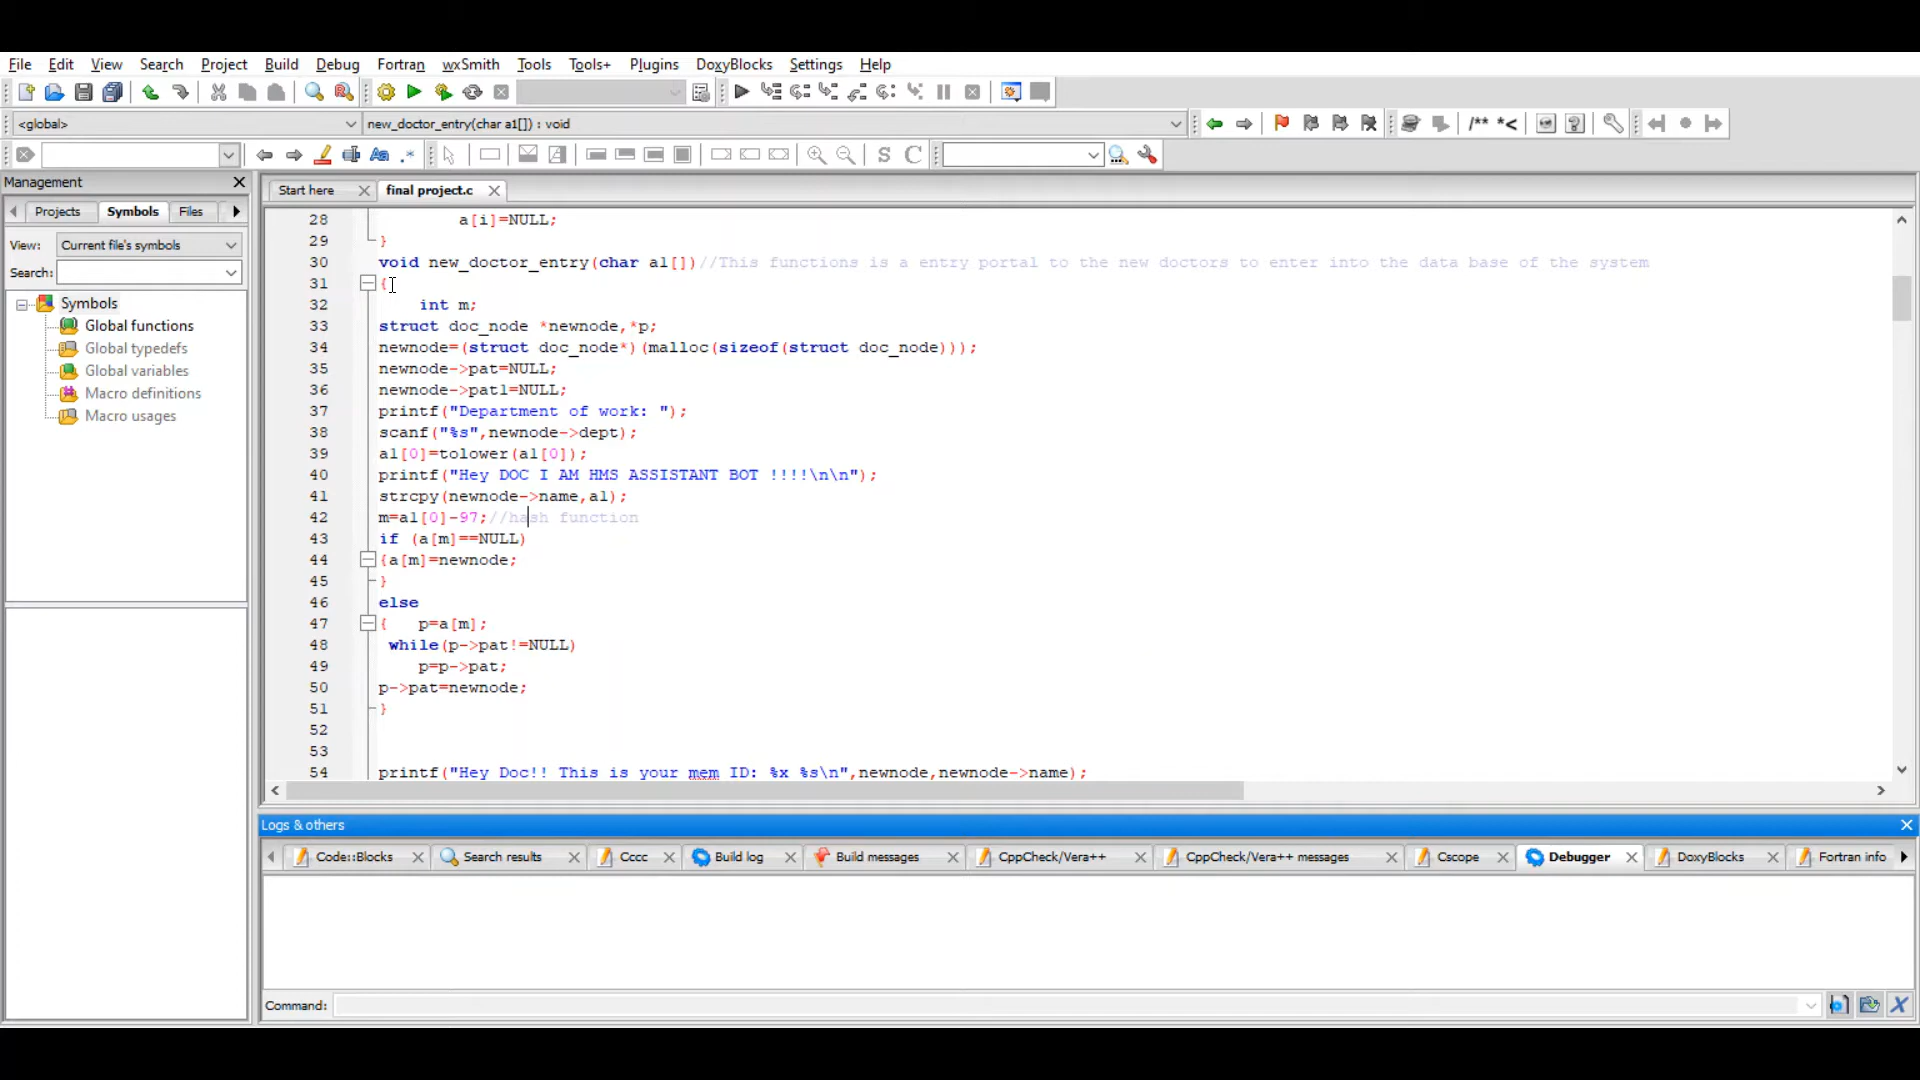 File Edit View Search Project Build Debug Fortran wxSmith Tools Tools+ Plugins DoxyBlocks Settings Help
<global> new_doctor_entry(char a1[]) : void
/** *<
S C
Management
Start here final project.c
Projects Symbols Files
View: Current file's symbols
Search:
Symbols
Global functions
Global typedefs
Global variables
Macro definitions
Macro usages
28 a[i]=NULL;
29 }
30 void new_doctor_entry(char a1[])//This functions is a entry portal to the new doctors to enter into the data base of the system
31 {
32 int m;
33 struct doc_node *newnode,*p;
34 newnode=(struct doc_node*)(malloc(sizeof(struct doc_node)));
35 newnode->pat=NULL;
36 newnode->pat1=NULL;
37 printf("Department of work: ");
38 scanf("%s",newnode->dept);
39 a1[0]=tolower(a1[0]);
40 printf("Hey DOC I AM HMS ASSISTANT BOT !!!!\n\n");
41 strcpy(newnode->name,a1);
42 m=a1[0]-97;//hash function
43 if (a[m]==NULL)
44 {a[m]=newnode;
45 }
46 else
47 { p=a[m];
48 while(p->pat!=NULL)
49 p=p->pat;
50 p->pat=newnode;
51 }
52
53
54 printf("Hey Doc!! This is your mem ID: %x %s\n",newnode,newnode->name);
Logs & others
Code::Blocks Search results Cccc Build log Build messages CppCheck/Vera++ CppCheck/Vera++ messages Cscope Debugger DoxyBlocks Fortran info
Command: